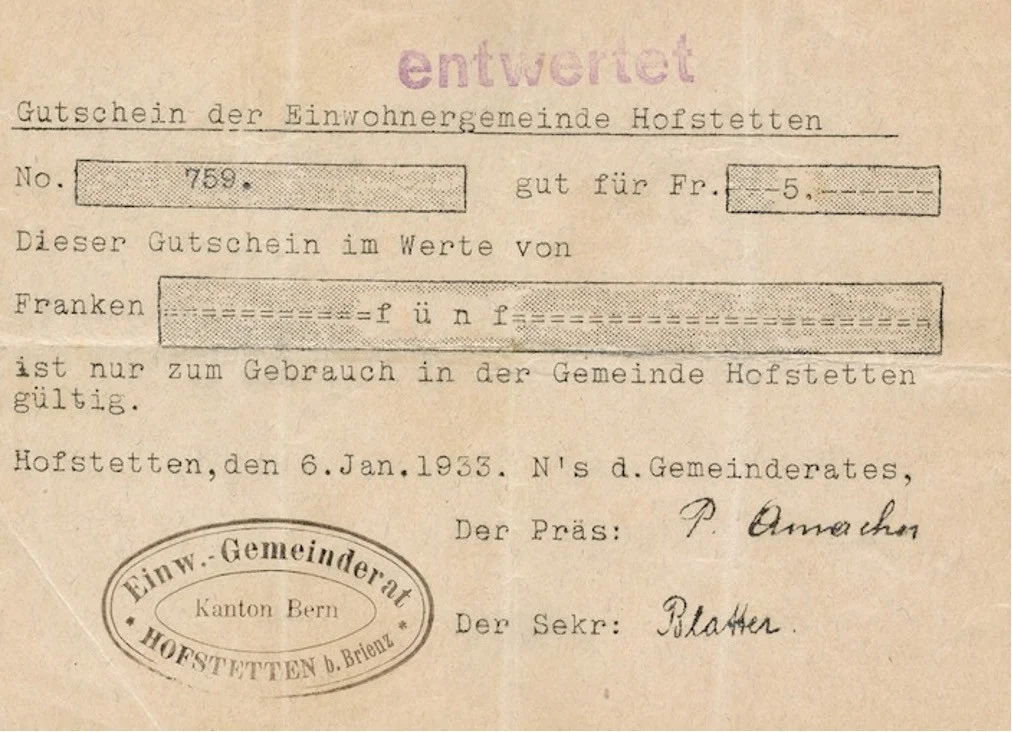 entwertet
Gutschein der Einwohnergemeinde Hofstetten
No. 759. gut für Fr. --5.------
Dieser Gutschein im Werte von
Franken ===========f ü n f======================
ist nur zum Gebrauch in der Gemeinde Hofstetten
gültig.
Hofstetten,den 6.Jan.1933. N's d.Gemeinderates,
Der Präs: P. Amacher
Der Sekr: Blatter.
Einw.-Gemeinderat
Kanton Bern
* HOFSTETTEN b. Brienz *